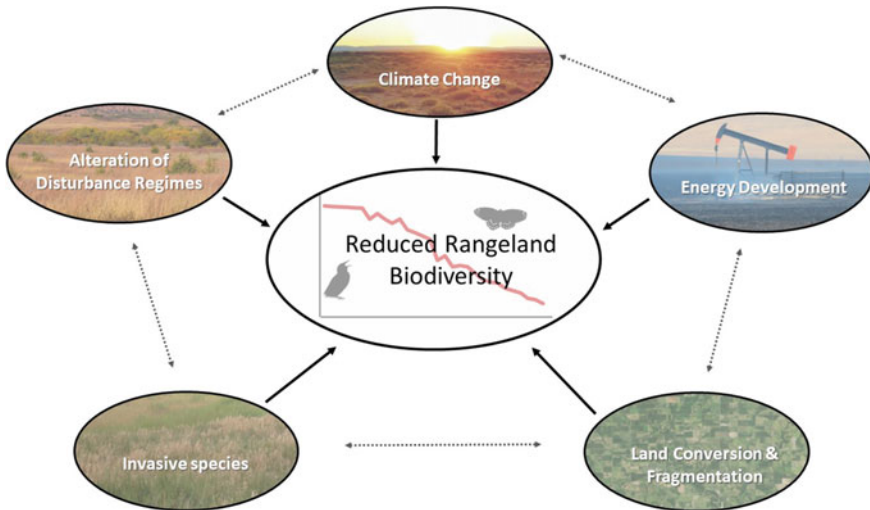 Climate Change
Alteration of
Disturbance Regimes
Energy Development
Reduced Rangeland
Biodiversity
Invasive species
Land Conversion &
Fragmentation